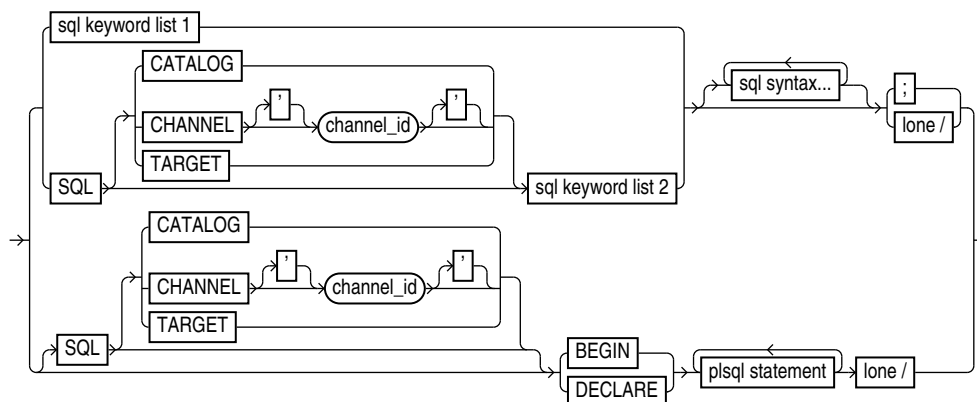 sql keyword list 1
CATALOG
sql syntax...
;
'
'
CHANNEL
channel_id
lone /
TARGET
SQL
sql keyword list 2
CATALOG
'
'
CHANNEL
channel_id
TARGET
SQL
BEGIN
plsql statement
lone /
DECLARE